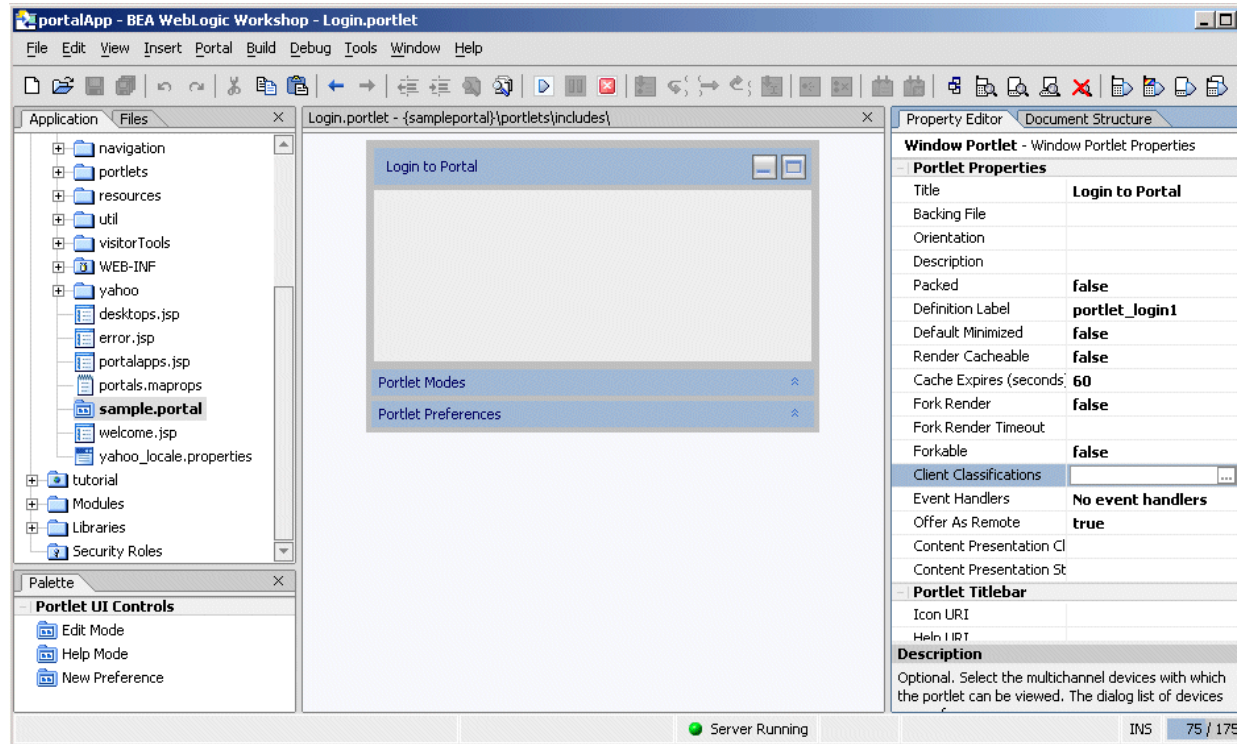 portalApp - BEA WebLogic Workshop - Login.portlet
File Edit View Insert Portal Build Debug Tools Window Help
Application Files
navigation
portlets
resources
util
visitorTools
WEB-INF
yahoo
desktops.jsp
error.jsp
portalapps.jsp
portals.maprops
sample.portal
welcome.jsp
yahoo_locale.properties
tutorial
Modules
Libraries
Security Roles
Palette
Portlet UI Controls
Edit Mode
Help Mode
New Preference
Login.portlet - {sampleportal}\portlets\includes\
Login to Portal
Portlet Modes
Portlet Preferences
Property Editor Document Structure
Window Portlet - Window Portlet Properties
Portlet Properties
Title Login to Portal
Backing File
Orientation
Description
Packed false
Definition Label portlet_login1
Default Minimized false
Render Cacheable false
Cache Expires (seconds) 60
Fork Render false
Fork Render Timeout
Forkable false
Client Classifications ...
Event Handlers No event handlers
Offer As Remote true
Content Presentation Cl
Content Presentation St
Portlet Titlebar
Icon URI
Help URI
Description
Optional. Select the multichannel devices with which
the portlet can be viewed. The dialog list of devices
Server Running
INS 75 / 175